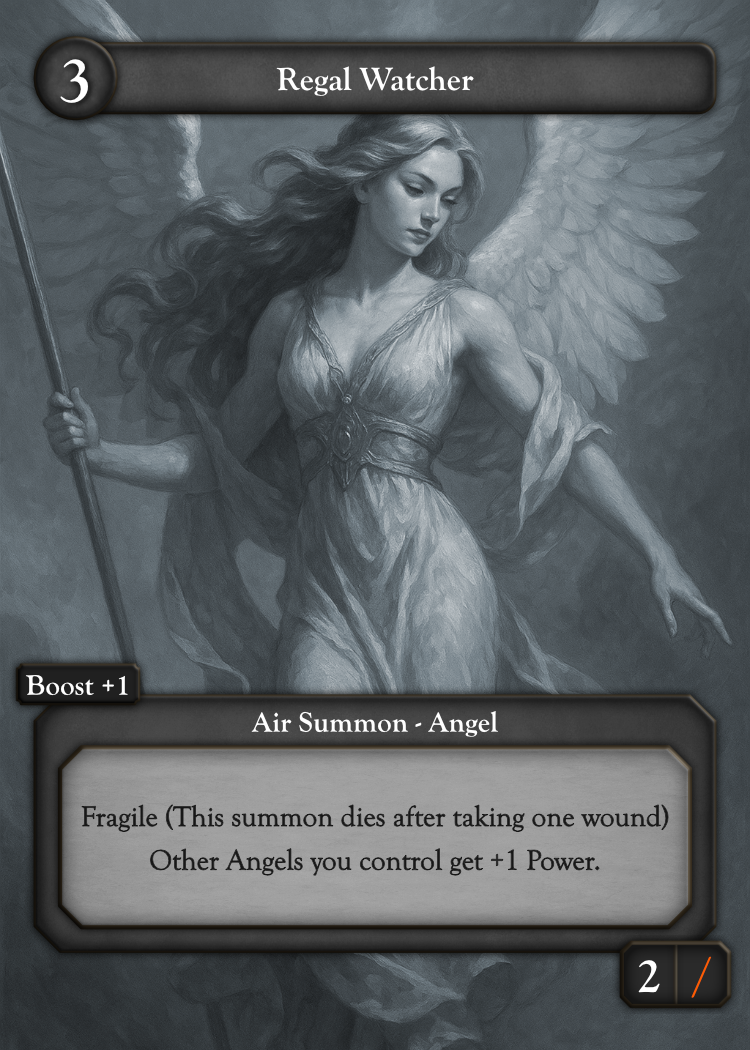 3
Regal Watcher
Boost +1
Air Summon - Angel
Fragile (This summon dies after taking one wound)
Other Angels you control get +1 Power.
2 /